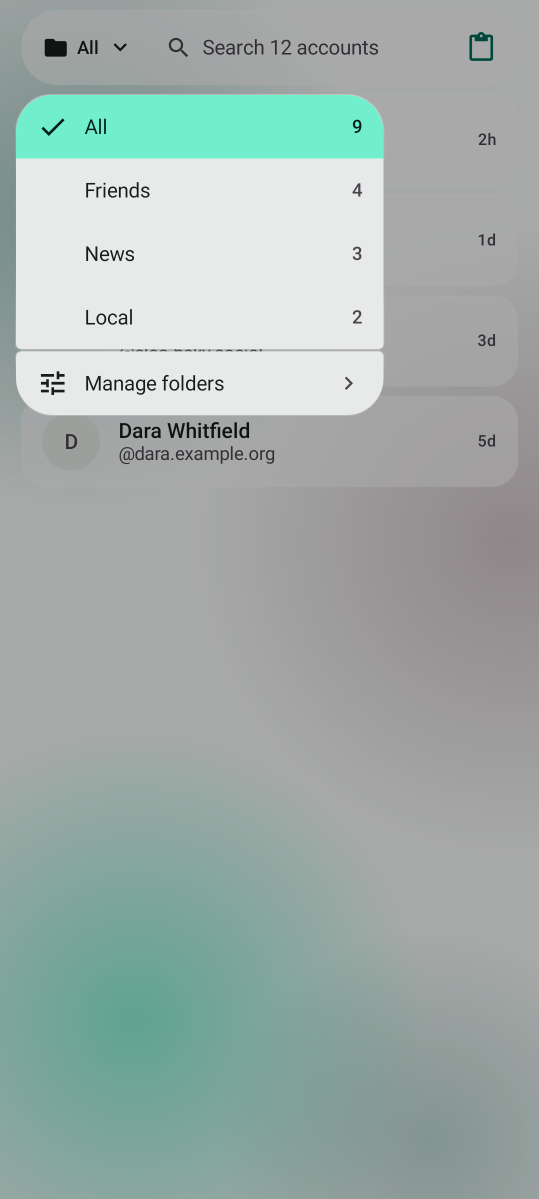 All
Search 12 accounts
All 9
2h
Friends 4
1d
News 3
Local 2
3d
Manage folders
D
Dara Whitfield
@dara.example.org
5d